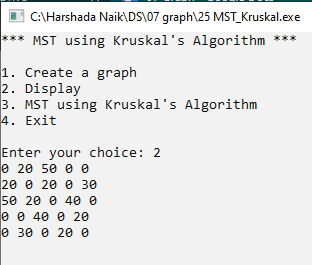 C:\Harshada Naik\DS\07 graph\25 MST_Kruskal.exe
*** MST using Kruskal's Algorithm ***
1. Create a graph
2. Display
3. MST using Kruskal's Algorithm
4. Exit
Enter your choice: 2
0 20 50 0 0
20 0 20 0 30
50 20 0 40 0
0 0 40 0 20
0 30 0 20 0